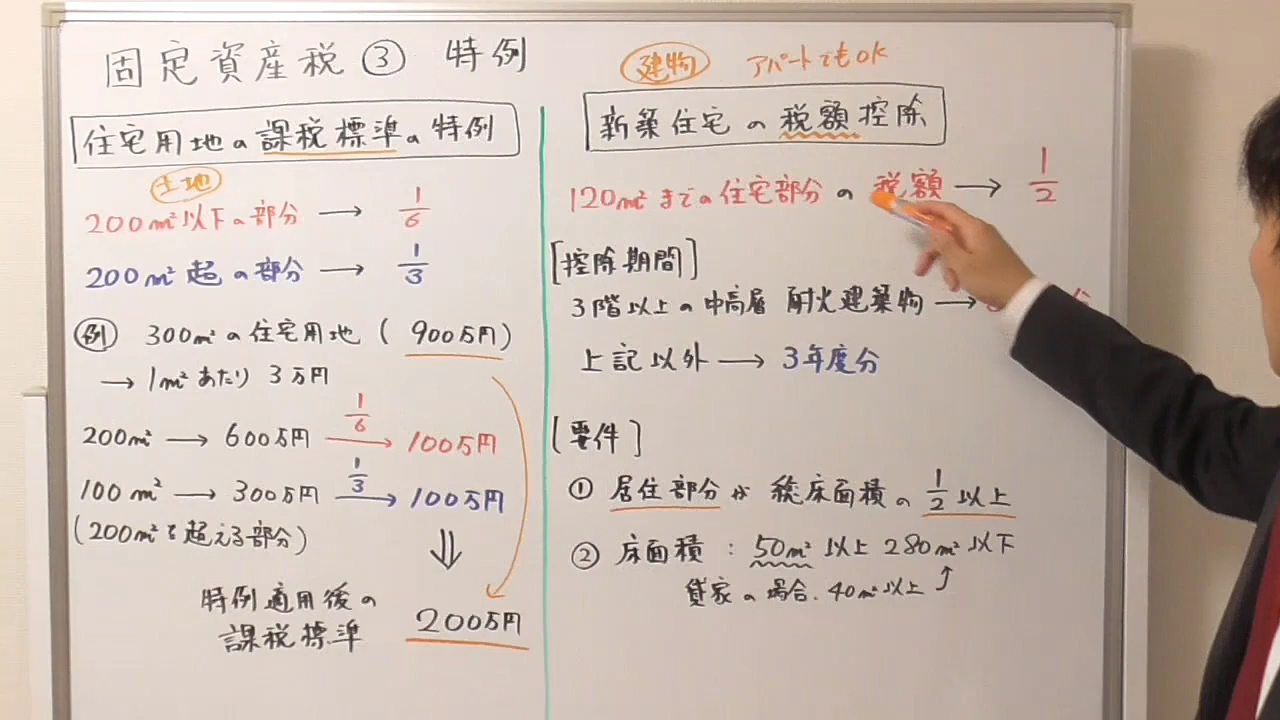 固定資産税 ③ 特例
住宅用地の課税標準の特例
土地
200㎡以下の部分 → 1/6
200㎡超の部分 → 1/3
例 300㎡の住宅用地 (900万円)
→ 1㎡あたり 3万円
200㎡ → 600万円 1/6→ 100万円
100㎡ → 300万円 1/3→ 100万円
(200㎡を超える部分)
⇓
特例適用後の
課税標準 200万円
建物 アパートでもOK
新築住宅の税額控除
120㎡までの住宅部分の税額 → 1/2
[控除期間]
3階以上の中高層 耐火建築物 → 分
上記以外 → 3年度分
[要件]
① 居住部分が 総床面積の 1/2 以上
② 床面積 : 50㎡以上 280㎡以下
貸家の場合、40㎡以上